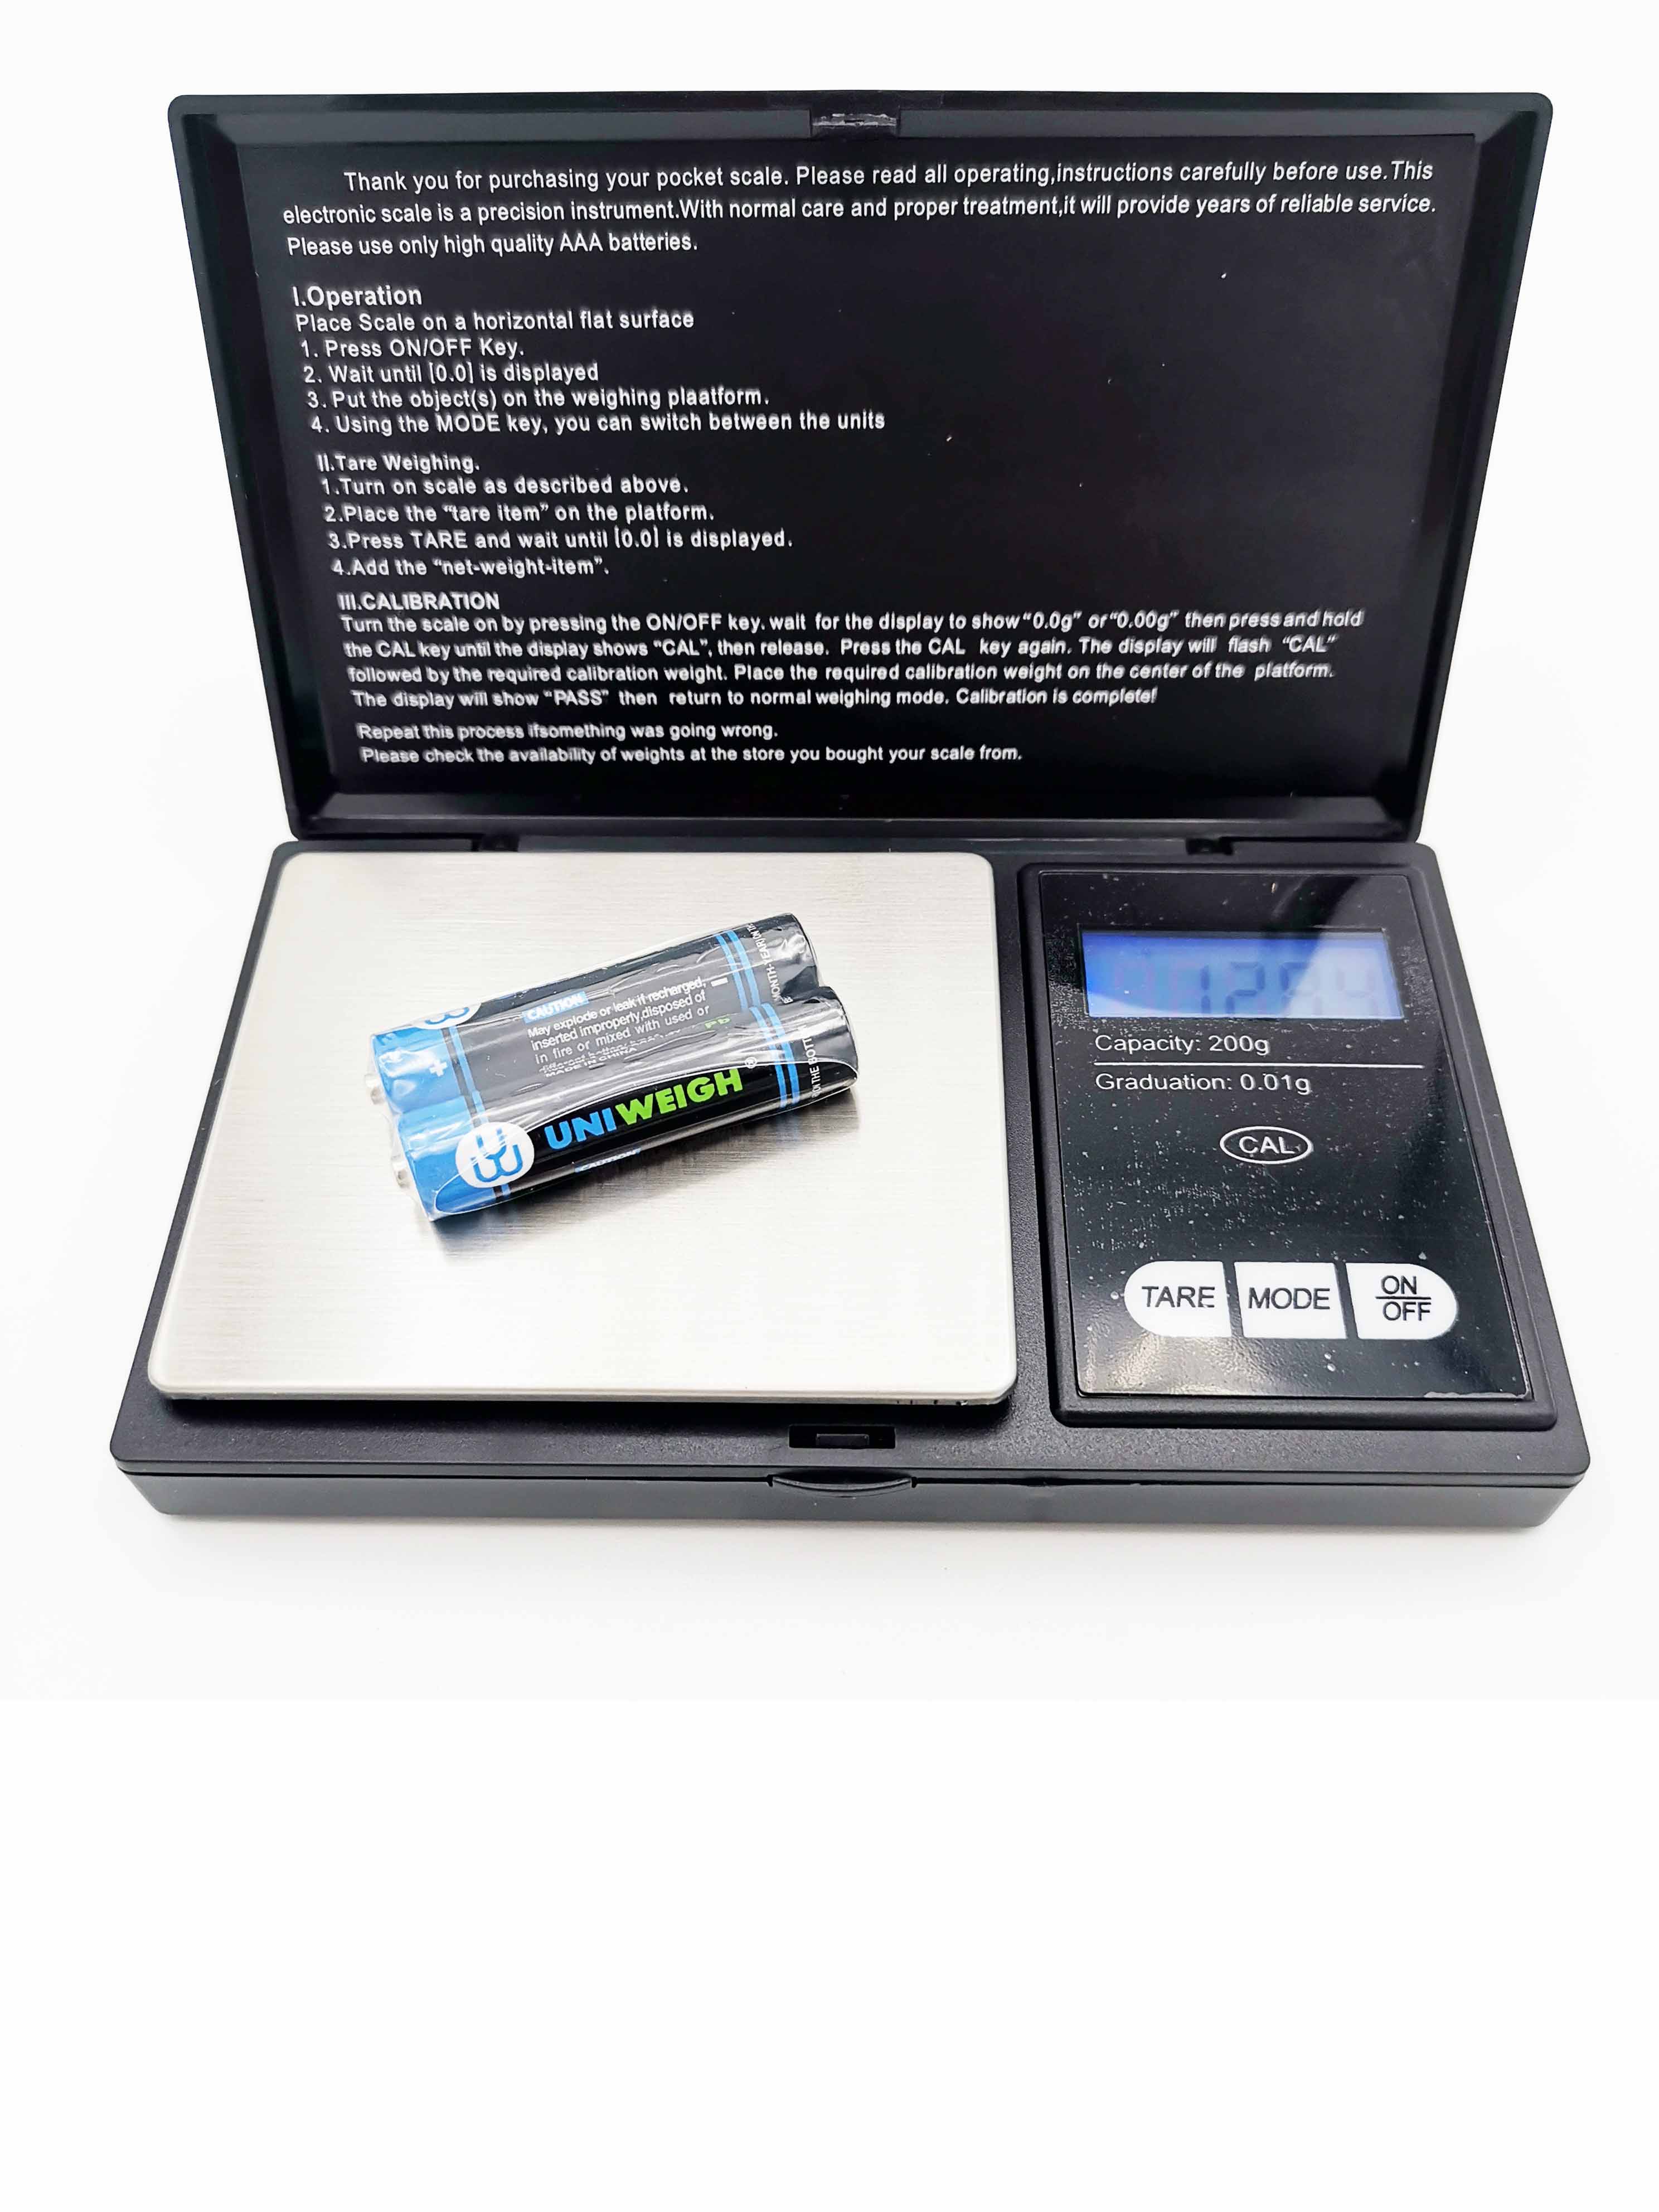 Thank you for purchasing your pocket scale. Please read all operating,instructions carefully before use.This
electronic scale is a precision instrument.With normal care and proper treatment,it will provide years of reliable service.
Please use only high quality AAA batteries.
I.Operation
Place Scale on a horizontal flat surface
1. Press ON/OFF Key.
2. Wait until [0.0] is displayed
3. Put the object(s) on the weighing plaatform.
4. Using the MODE key, you can switch between the units
II.Tare Weighing.
1.Turn on scale as described above.
2.Place the “tare item” on the platform.
3.Press TARE and wait until [0.0] is displayed.
4.Add the “net-weight-item”.
III.CALIBRATION
Turn the scale on by pressing the ON/OFF key. wait for the display to show “0.0g” or “0.00g” then press and hold
the CAL key until the display shows “CAL”, then release. Press the CAL key again. The display will flash “CAL”
followed by the required calibration weight. Place the required calibration weight on the center of the platform.
The display will show “PASS” then return to normal weighing mode. Calibration is complete!
Repeat this process ifsomething was going wrong.
Please check the availability of weights at the store you bought your scale from.
CAUTION
May explode or leak if recharged,
inserted improperly,disposed of
in fire or mixed with used or
MADE IN CHINA
Pb
+
UNIWEIGH®
CAUTION
Capacity: 200g
Graduation: 0.01g
CAL
TARE
MODE
ON
OFF